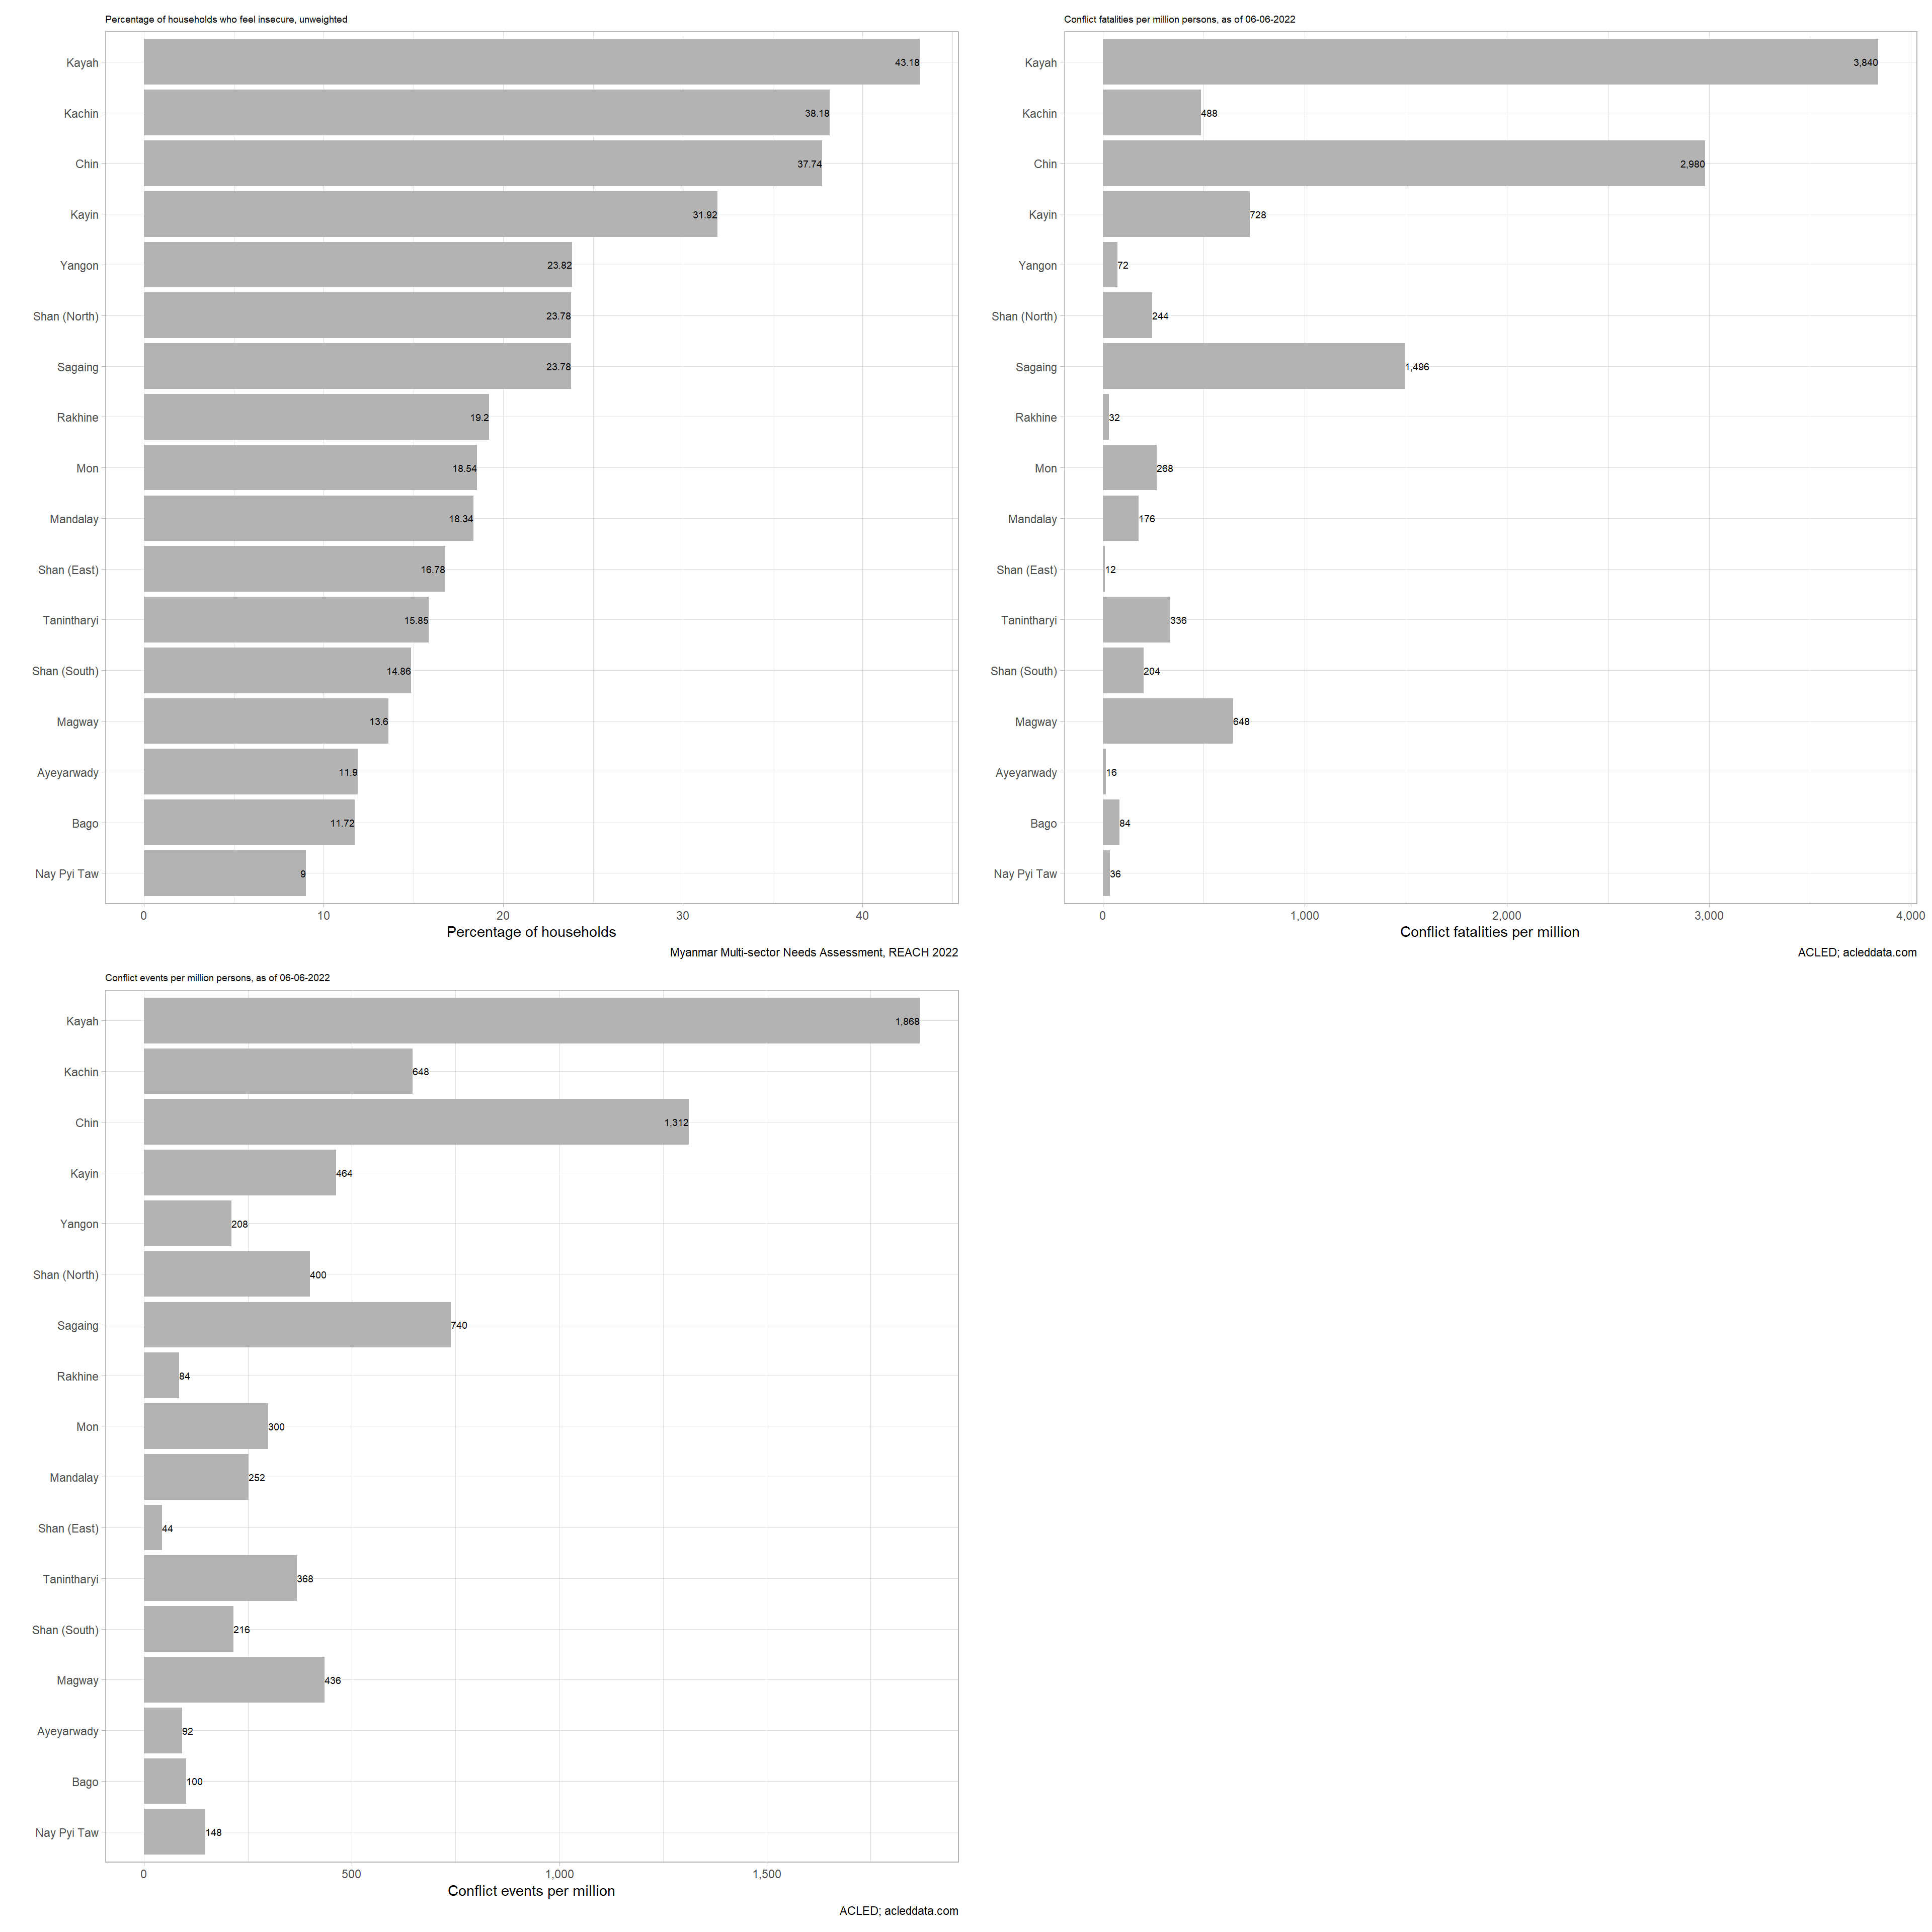 Percentage of households who feel insecure, unweighted
Kayah 43.18
Kachin 38.18
Chin 37.74
Kayin 31.92
Yangon 23.82
Shan (North) 23.78
Sagaing 23.78
Rakhine 19.2
Mon 18.54
Mandalay 18.34
Shan (East) 16.78
Tanintharyi 15.85
Shan (South) 14.86
Magway 13.6
Ayeyarwady 11.9
Bago 11.72
Nay Pyi Taw 9
0 10 20 30 40
Percentage of households
Myanmar Multi-sector Needs Assessment, REACH 2022
Conflict fatalities per million persons, as of 06-06-2022
Kayah 3,840
Kachin 488
Chin 2,980
Kayin 728
Yangon 72
Shan (North) 244
Sagaing 1,496
Rakhine 32
Mon 268
Mandalay 176
Shan (East) 12
Tanintharyi 336
Shan (South) 204
Magway 648
Ayeyarwady 16
Bago 84
Nay Pyi Taw 36
0 1,000 2,000 3,000 4,000
Conflict fatalities per million
ACLED; acleddata.com
Conflict events per million persons, as of 06-06-2022
Kayah 1,868
Kachin 648
Chin 1,312
Kayin 464
Yangon 208
Shan (North) 400
Sagaing 740
Rakhine 84
Mon 300
Mandalay 252
Shan (East) 44
Tanintharyi 368
Shan (South) 216
Magway 436
Ayeyarwady 92
Bago 100
Nay Pyi Taw 148
0 500 1,000 1,500
Conflict events per million
ACLED; acleddata.com